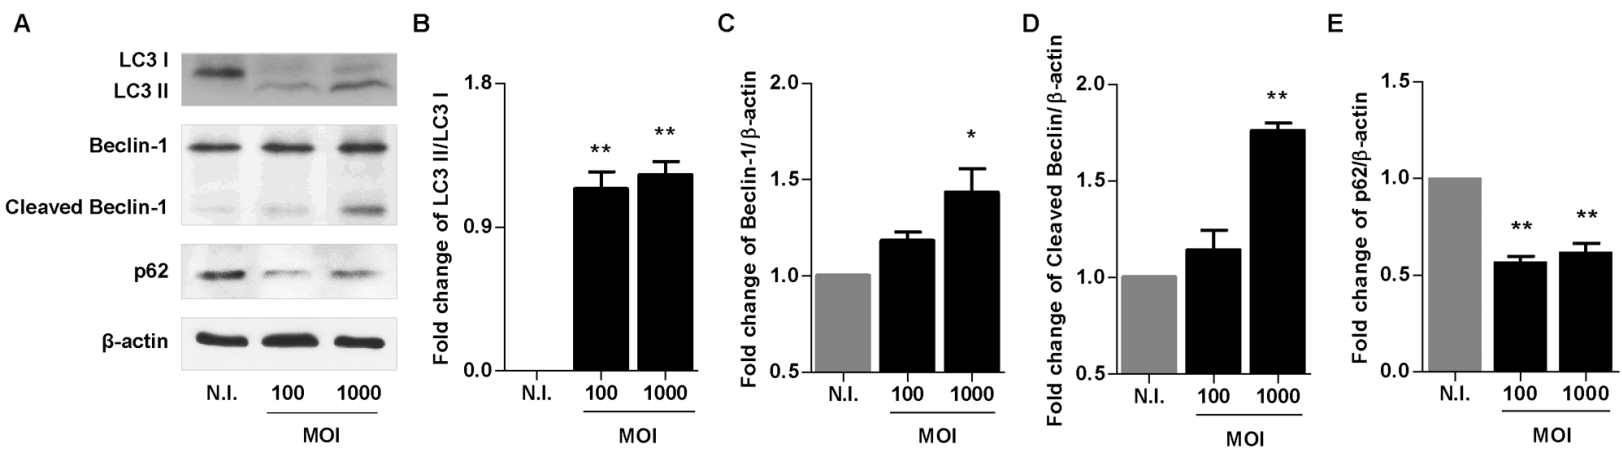 A
LC3 I
LC3 II
Beclin-1
Cleaved Beclin-1
p62
β-actin
N.I. 100 1000
MOI
B
Fold change of LC3 II/LC3 I
1.8
0.9
0.0
** **
N.I. 100 1000
MOI
C
Fold change of Beclin-1/β-actin
2.0
1.5
1.0
0.5
*
N.I. 100 1000
MOI
D
Fold change of Cleaved Beclin/β-actin
2.0
1.5
1.0
0.5
**
N.I. 100 1000
MOI
E
Fold change of p62/β-actin
1.5
1.0
0.5
0.0
** **
N.I. 100 1000
MOI